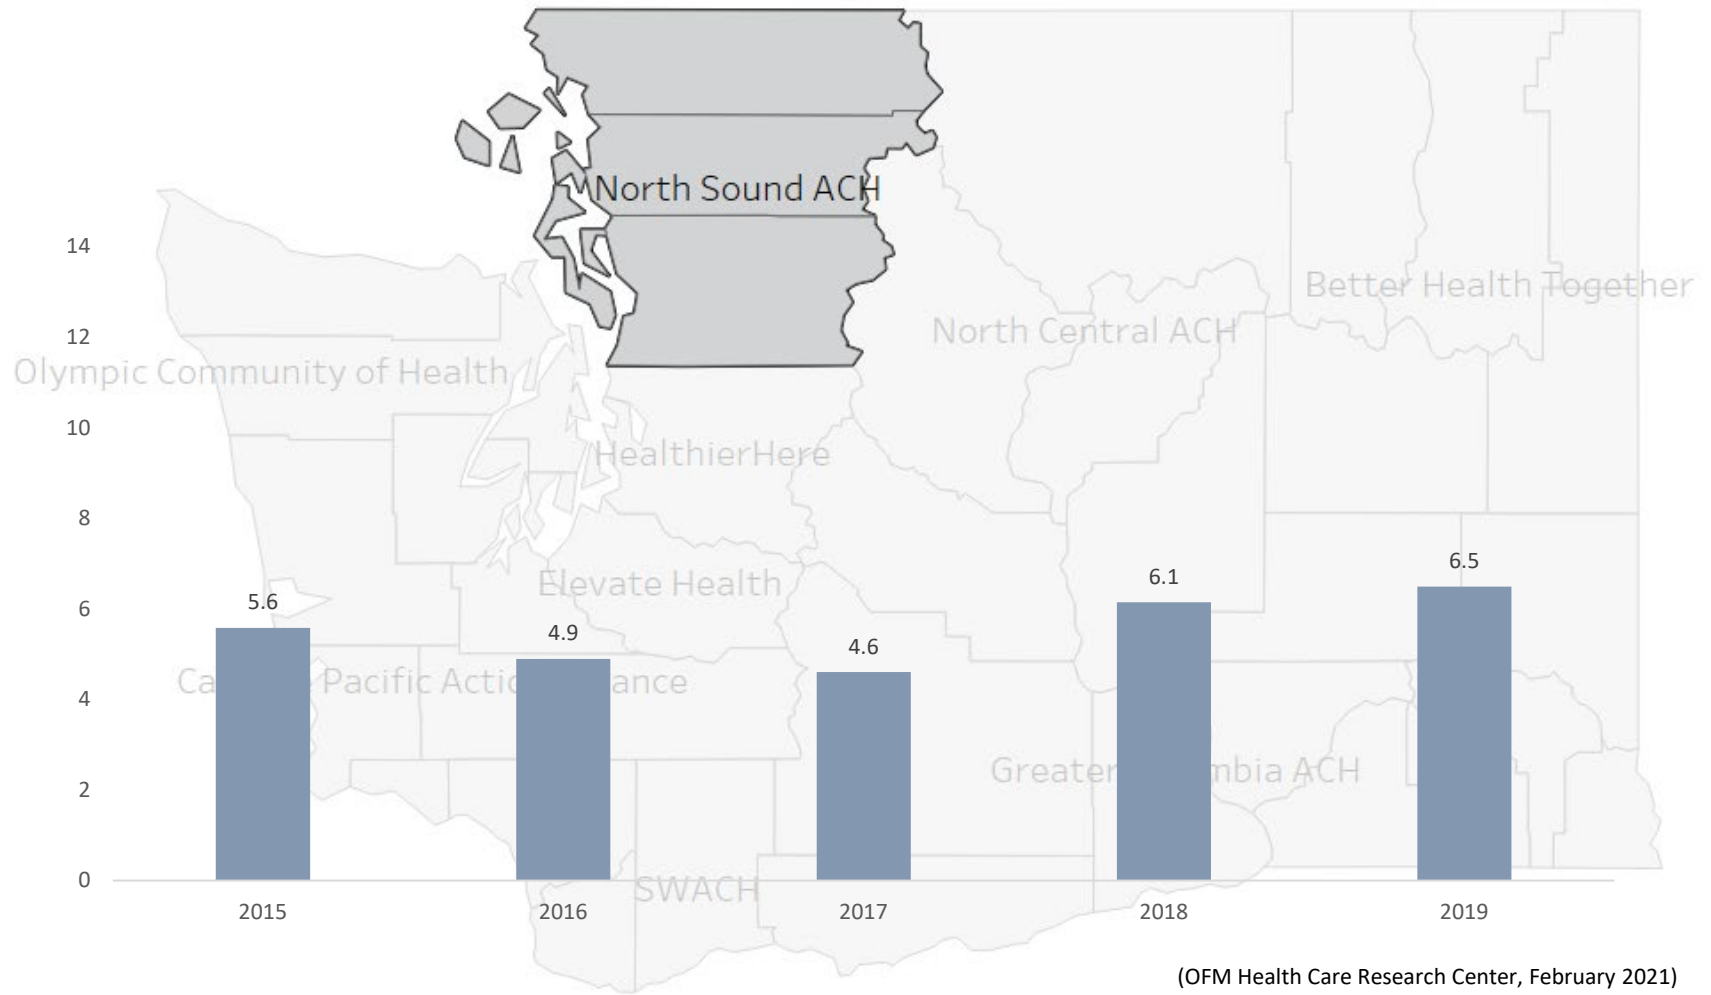 North Sound ACH
14
Better Health Together
12
North Central ACH
Olympic Community of Health
10
HealthierHere
8
6.5
6.1
Elevate Health
5.6
6
4.9
4.6
Ca Pacific Actio ance
4
Greater mbia ACH
2
SWACH
0
2015 2016 2017 2018 2019
(OFM Health Care Research Center, February 2021)